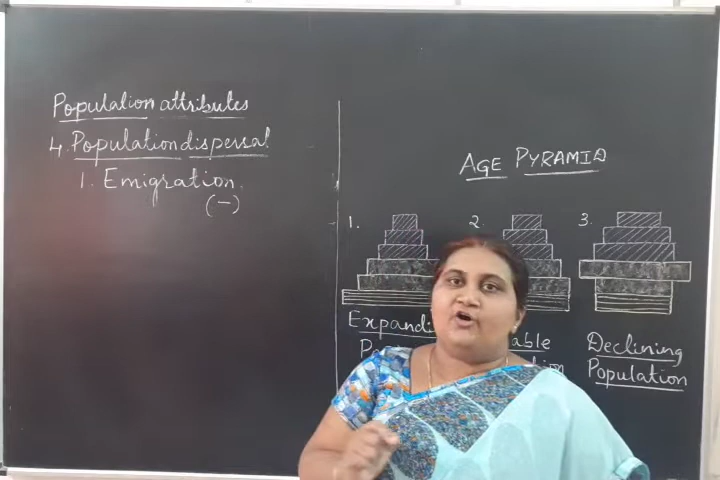 Population attributes
4. Population dispersal
1. Emigration.
(-)
AGE PYRAMID
1.
2.
3.
Declining
Population